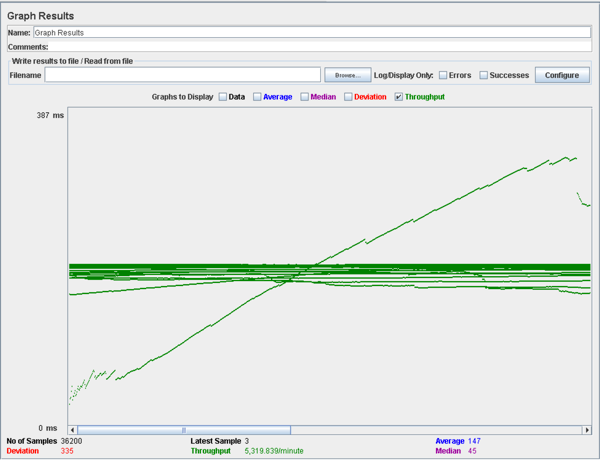 Graph Results
Name: Graph Results
Comments:
Write results to file / Read from file
Filename Browse... Log/Display Only: Errors Successes Configure
Graphs to Display Data Average Median Deviation Throughput
387 ms
0 ms
No of Samples 36200 Latest Sample 3 Average 147
Deviation 335 Throughput 5,319.839/minute Median 45